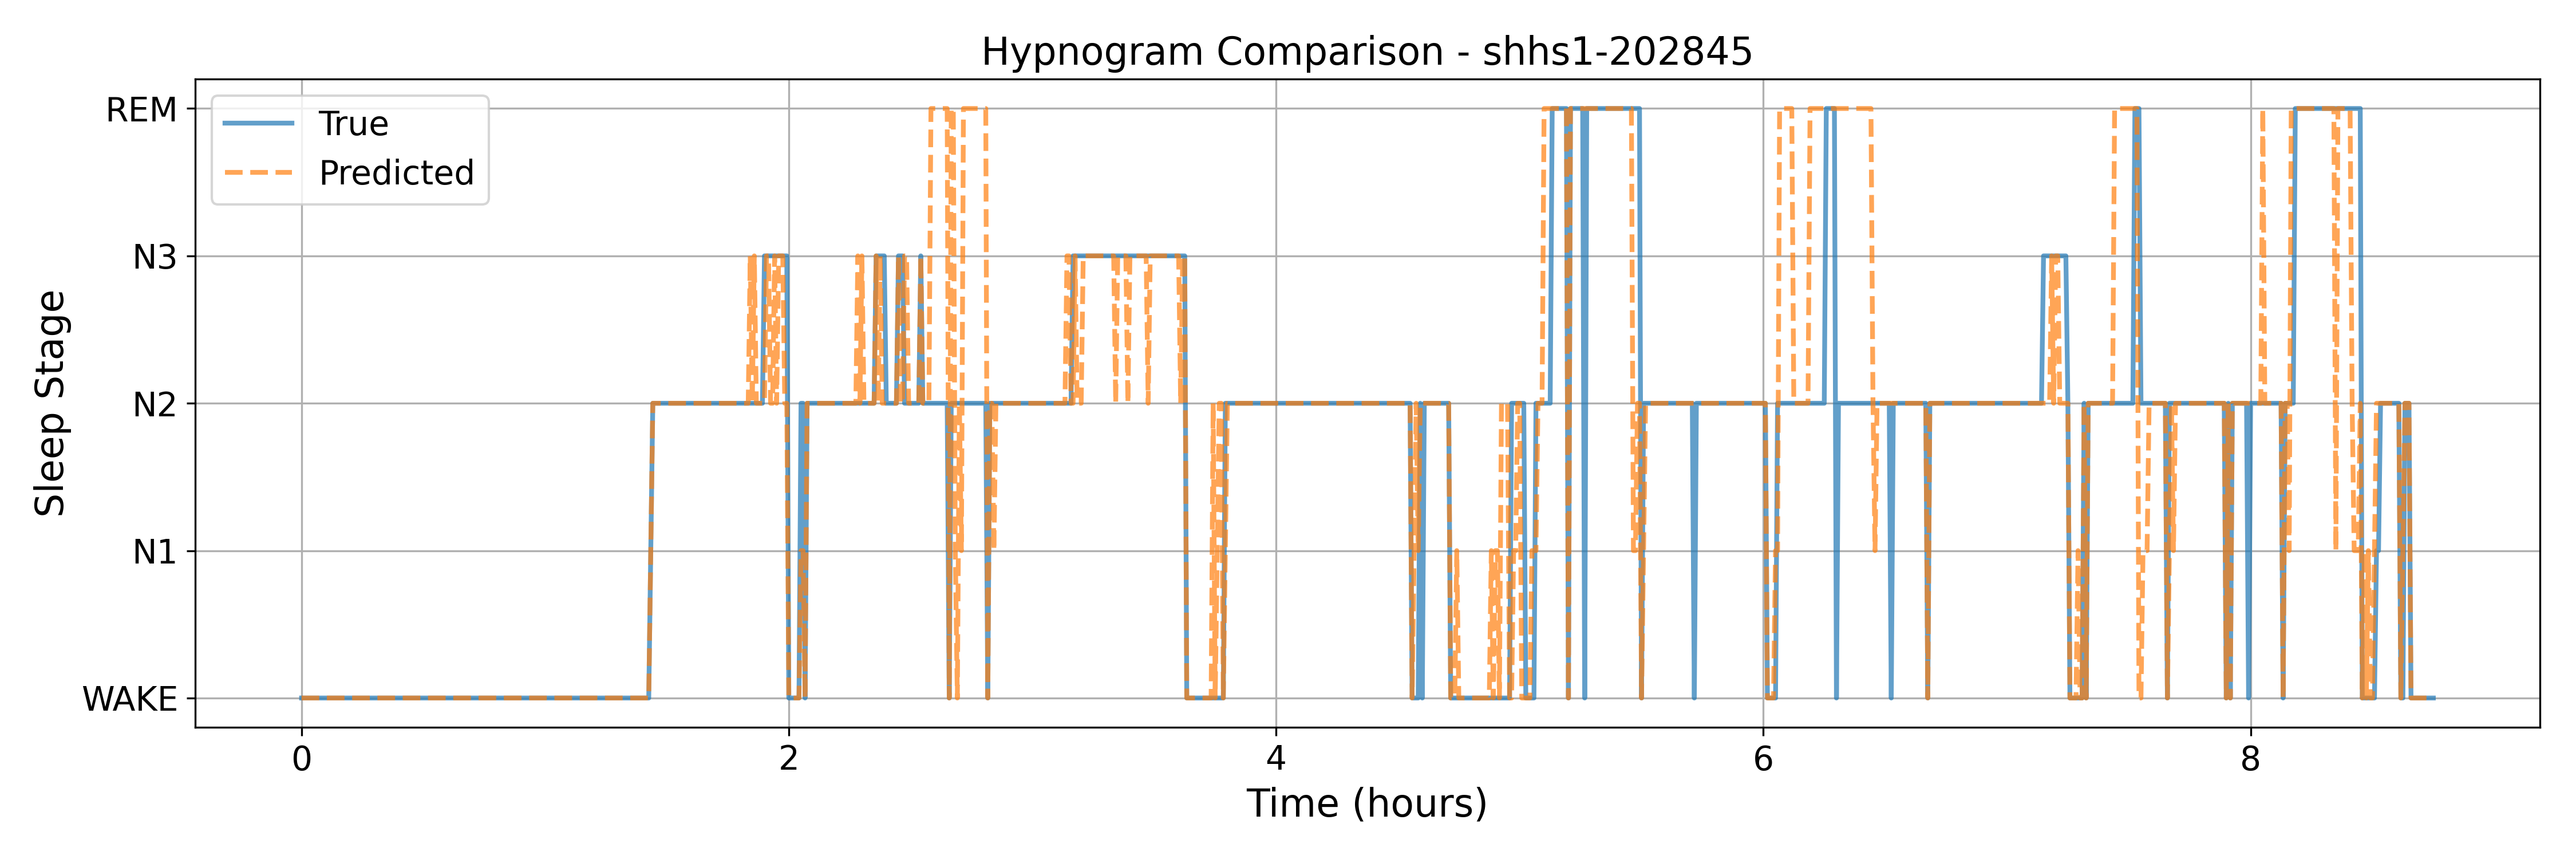 Hypnogram Comparison - shhs1-202845
True
Predicted
Sleep Stage
REM
N3
N2
N1
WAKE
0 2 4 6 8
Time (hours)